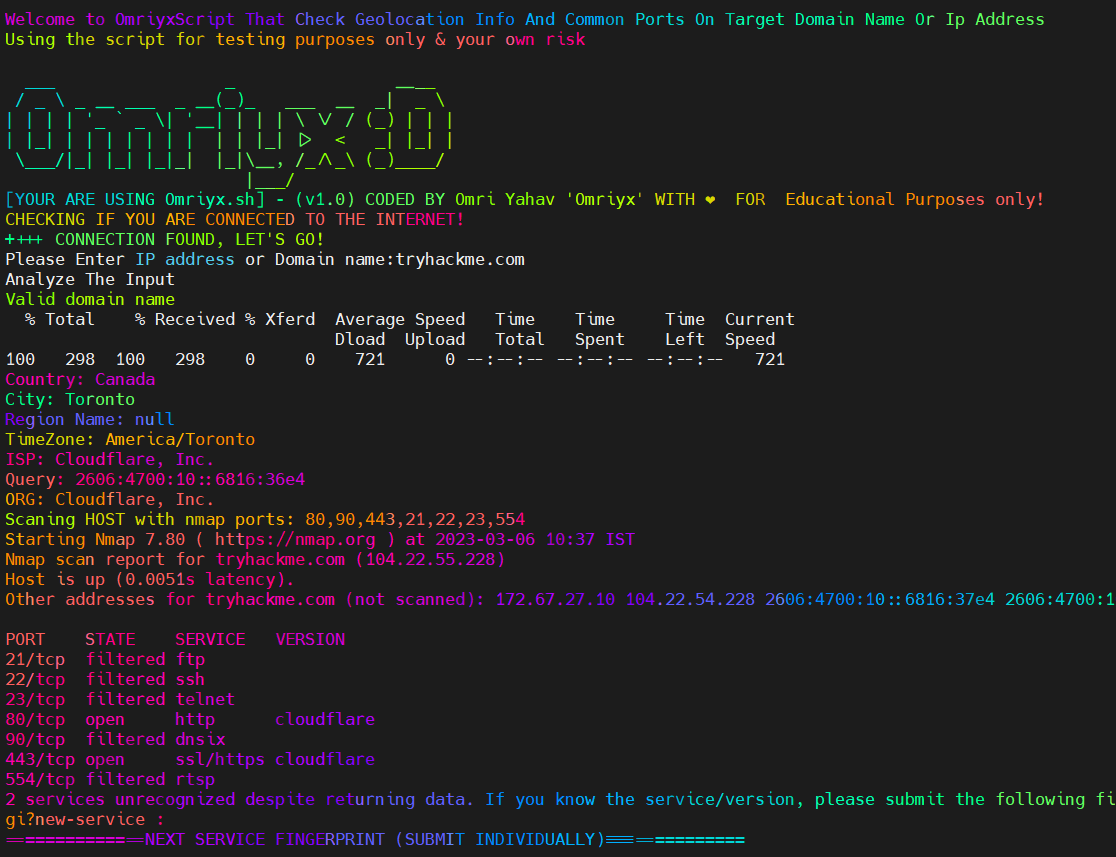 Welcome to OmriyxScript That Check Geolocation Info And Common Ports On Target Domain Name Or Ip Address
Using the script for testing purposes only & your own risk
[YOUR ARE USING Omriyx.sh] - (v1.0) CODED BY Omri Yahav 'Omriyx' WITH ❤ FOR Educational Purposes only!
CHECKING IF YOU ARE CONNECTED TO THE INTERNET!
++++ CONNECTION FOUND, LET'S GO!
Please Enter IP address or Domain name:tryhackme.com
Analyze The Input
Valid domain name
% Total % Received % Xferd Average Speed Time Time Time Current
Dload Upload Total Spent Left Speed
100 298 100 298 0 0 721 0 --:--:-- --:--:-- --:--:-- 721
Country: Canada
City: Toronto
Region Name: null
TimeZone: America/Toronto
ISP: Cloudflare, Inc.
Query: 2606:4700:10::6816:36e4
ORG: Cloudflare, Inc.
Scaning HOST with nmap ports: 80,90,443,21,22,23,554
Starting Nmap 7.80 ( https://nmap.org ) at 2023-03-06 10:37 IST
Nmap scan report for tryhackme.com (104.22.55.228)
Host is up (0.0051s latency).
Other addresses for tryhackme.com (not scanned): 172.67.27.10 104.22.54.228 2606:4700:10::6816:37e4 2606:4700:1
PORT STATE SERVICE VERSION
21/tcp filtered ftp
22/tcp filtered ssh
23/tcp filtered telnet
80/tcp open http cloudflare
90/tcp filtered dnsix
443/tcp open ssl/https cloudflare
554/tcp filtered rtsp
2 services unrecognized despite returning data. If you know the service/version, please submit the following fi
gi?new-service :
==============NEXT SERVICE FINGERPRINT (SUBMIT INDIVIDUALLY)==============